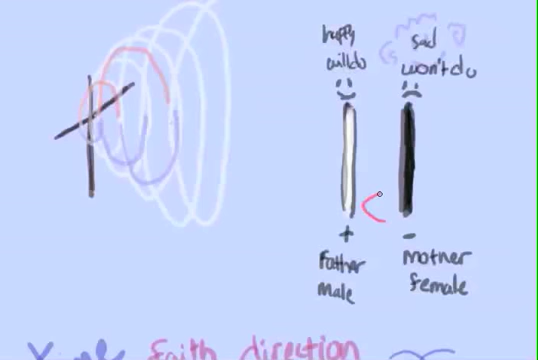 happy
will do
sad
won't do
+
-
Father
Male
mother
female
faith direction